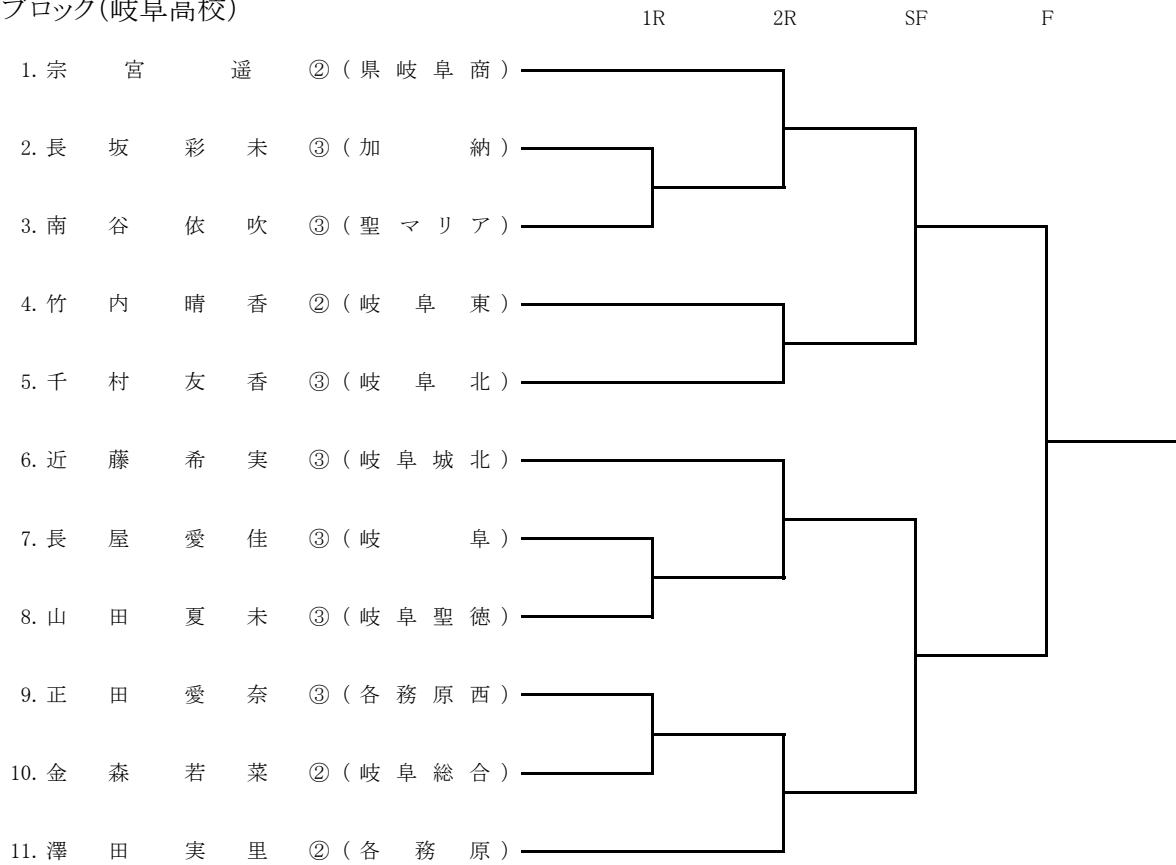 ブロック(岐阜高校)
1R 2R SF F
1. 宗 宮 遥 ② ( 県 岐 阜 商 )
2. 長 坂 彩 未 ③ ( 加 納 )
3. 南 谷 依 吹 ③ ( 聖 マ リ ア )
4. 竹 内 晴 香 ② ( 岐 阜 東 )
5. 千 村 友 香 ③ ( 岐 阜 北 )
6. 近 藤 希 実 ③ ( 岐 阜 城 北 )
7. 長 屋 愛 佳 ③ ( 岐 阜 )
8. 山 田 夏 未 ③ ( 岐 阜 聖 徳 )
9. 正 田 愛 奈 ③ ( 各 務 原 西 )
10. 金 森 若 菜 ② ( 岐 阜 総 合 )
11. 澤 田 実 里 ② ( 各 務 原 )